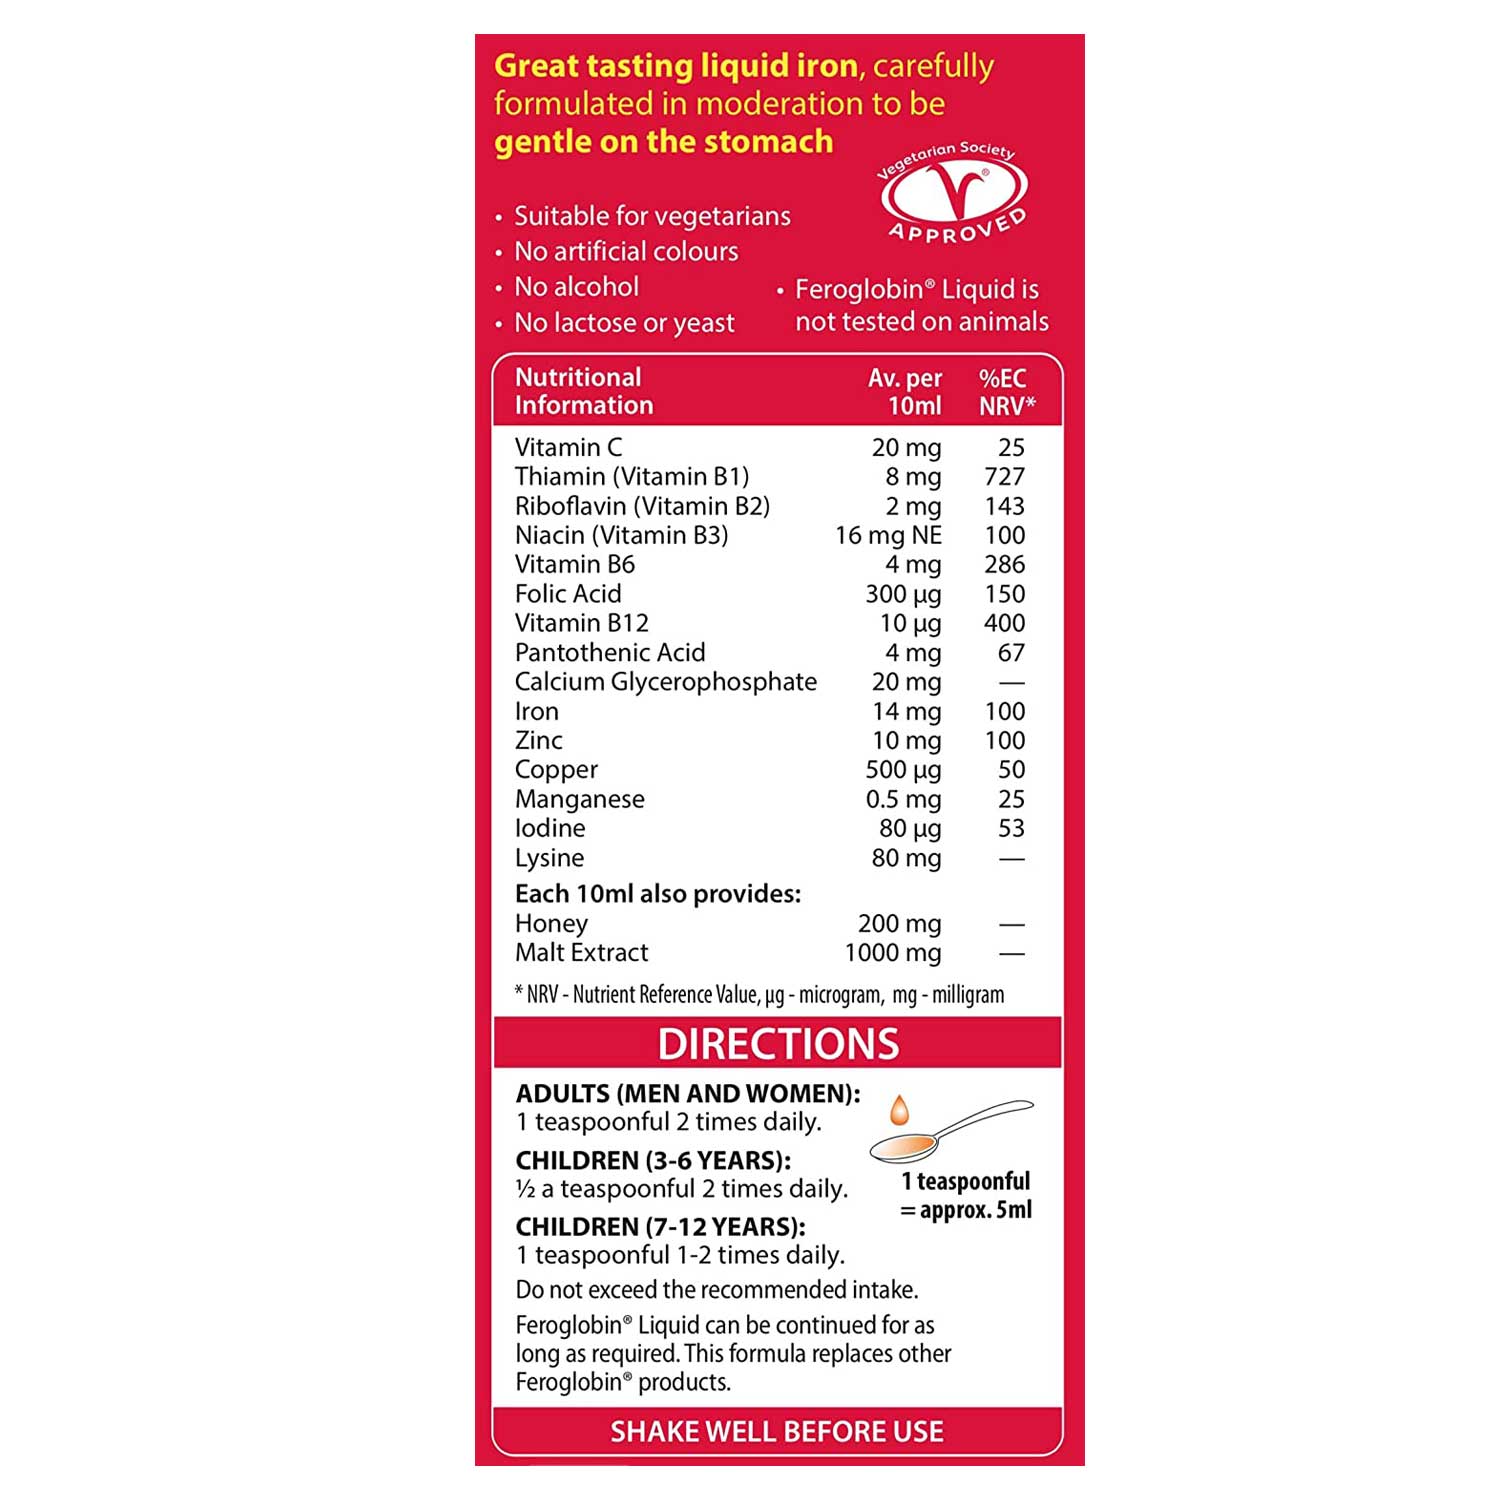 Great tasting liquid iron, carefully
formulated in moderation to be
gentle on the stomach
Vegetarian Society
®
APPROVED
• Suitable for vegetarians
• No artificial colours
• No alcohol
• No lactose or yeast
• Feroglobin® Liquid is
not tested on animals
Nutritional Information Av. per 10ml %EC NRV*
Vitamin C 20 mg 25
Thiamin (Vitamin B1) 8 mg 727
Riboflavin (Vitamin B2) 2 mg 143
Niacin (Vitamin B3) 16 mg NE 100
Vitamin B6 4 mg 286
Folic Acid 300 µg 150
Vitamin B12 10 µg 400
Pantothenic Acid 4 mg 67
Calcium Glycerophosphate 20 mg —
Iron 14 mg 100
Zinc 10 mg 100
Copper 500 µg 50
Manganese 0.5 mg 25
Iodine 80 µg 53
Lysine 80 mg —
Each 10ml also provides:
Honey 200 mg —
Malt Extract 1000 mg —
* NRV - Nutrient Reference Value, µg - microgram, mg - milligram
DIRECTIONS
ADULTS (MEN AND WOMEN):
1 teaspoonful 2 times daily.
CHILDREN (3-6 YEARS):
½ a teaspoonful 2 times daily.
1 teaspoonful
= approx. 5ml
CHILDREN (7-12 YEARS):
1 teaspoonful 1-2 times daily.
Do not exceed the recommended intake.
Feroglobin® Liquid can be continued for as
long as required. This formula replaces other
Feroglobin® products.
SHAKE WELL BEFORE USE